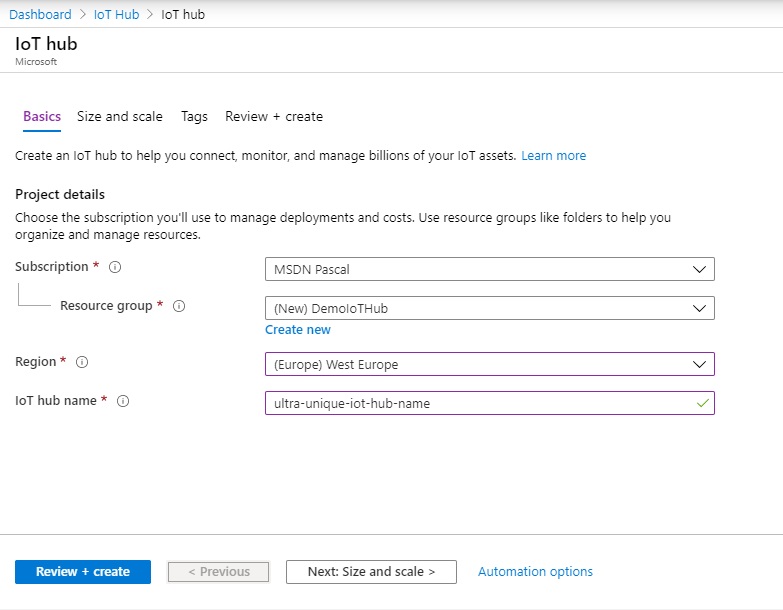 Dashboard > IoT Hub > IoT hub
IoT hub
Microsoft
Basics Size and scale Tags Review + create
Create an IoT hub to help you connect, monitor, and manage billions of your IoT assets. Learn more
Project details
Choose the subscription you'll use to manage deployments and costs. Use resource groups like folders to help you
organize and manage resources.
Subscription * MSDN Pascal
Resource group * (New) DemoIoTHub
Create new
Region * (Europe) West Europe
IoT hub name * ultra-unique-iot-hub-name
Review + create < Previous Next: Size and scale > Automation options